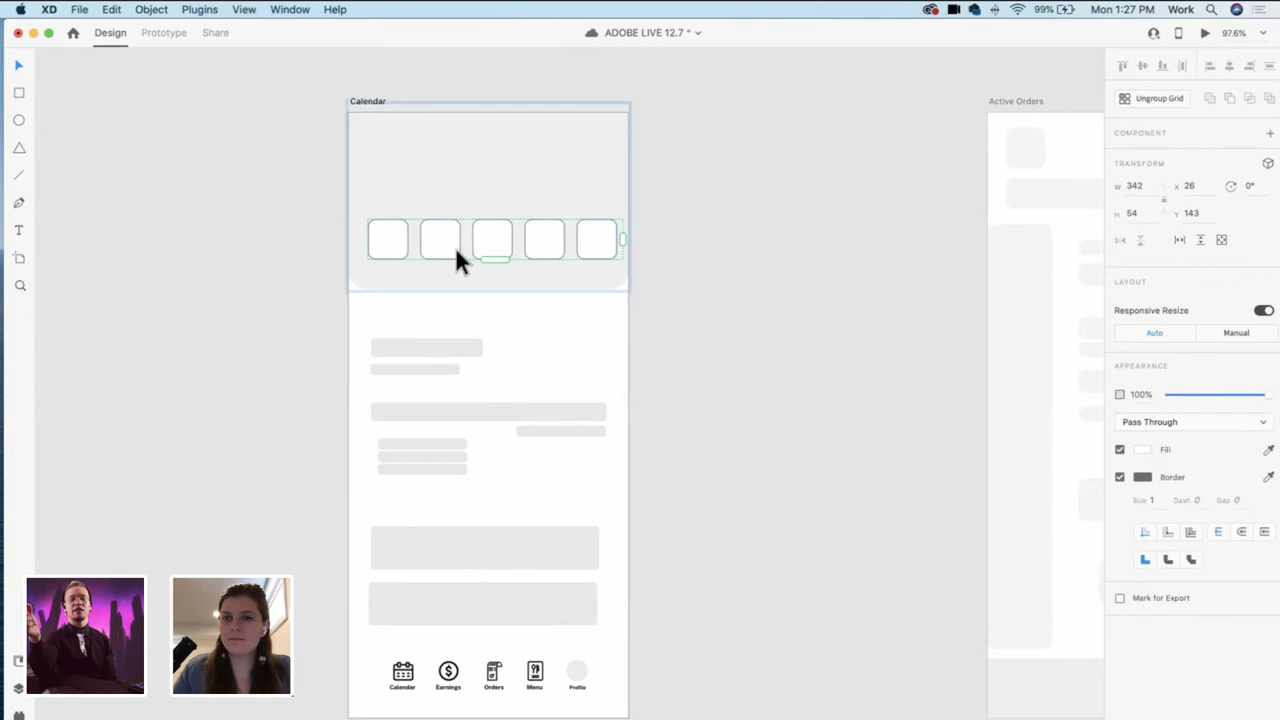 XD File Edit Object Plugins View Window Help 99% Mon 1:27 PM Work
Design Prototype Share ADOBE LIVE 12.7 * 97.6%
Calendar
Active Orders
Ungroup Grid
COMPONENT
TRANSFORM
W 342 X 26 0°
H 54 Y 143
LAYOUT
Responsive Resize
Auto Manual
APPEARANCE
100%
Pass Through
Fill
Border
Size 1 Dash 0 Gap 0
Mark for Export
Calendar Earnings Orders Menu Profile